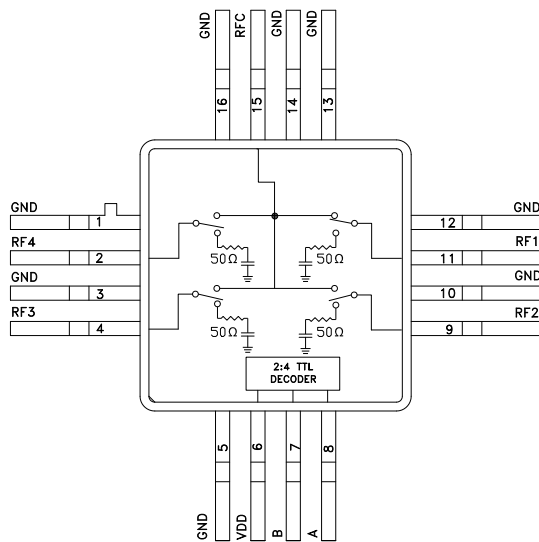 GND
RFC
GND
GND
16
15
14
13
GND
1
RF4
2
GND
3
RF3
4
GND
12
RF1
11
GND
10
RF2
9
50Ω
50Ω
50Ω
50Ω
2:4 TTL
DECODER
5
6
7
8
GND
VDD
B
A